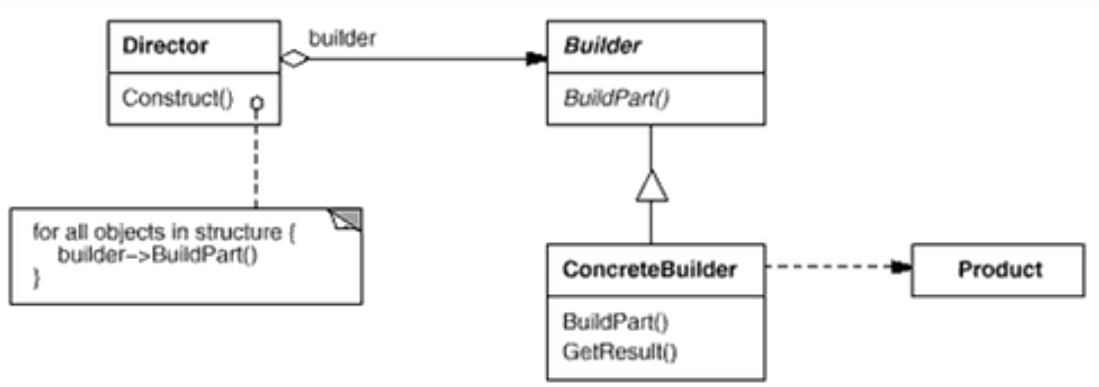 Director
builder
Builder
Construct()
BuildPart()
for all objects in structure {
builder->BuildPart()
}
ConcreteBuilder
Product
BuildPart()
GetResult()